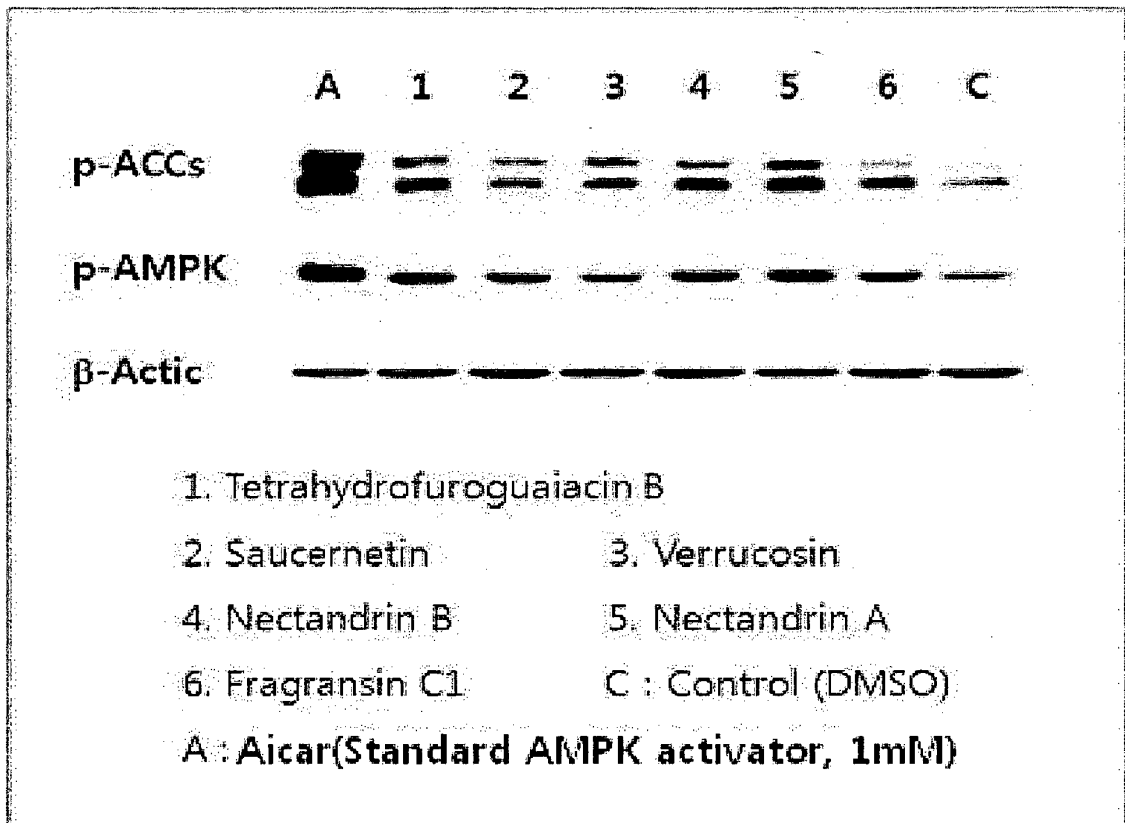 A 1 2 3 4 5 6 C
p-ACCs
p-AMPK
β-Actic
1. Tetrahydrofuroguaiacin B
2. Saucernetin 3. Verrucosin
4. Nectandrin B 5. Nectandrin A
6. Fragransin C1 C : Control (DMSO)
A : Aicar(Standard AMPK activator, 1mM)